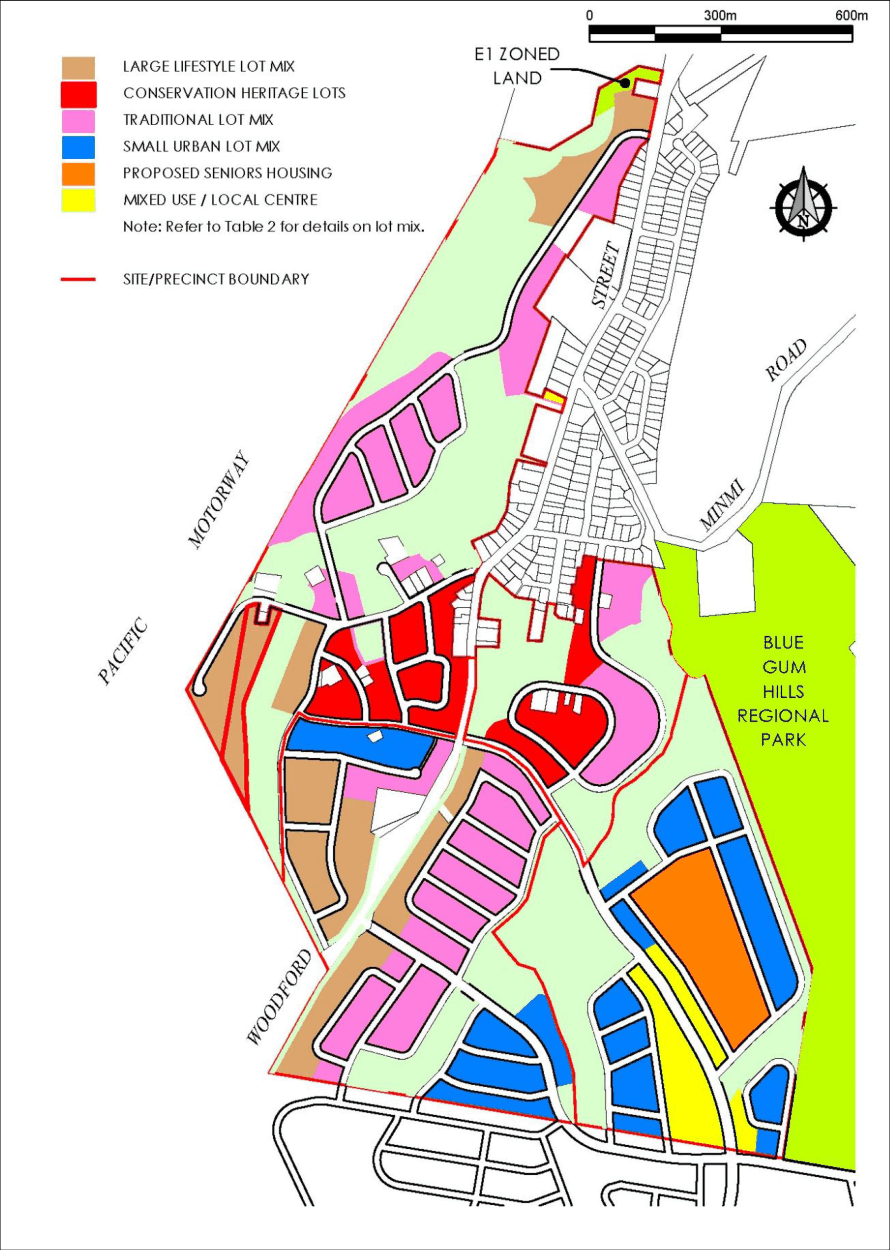 0 300m 600m
E1 ZONED
LAND
LARGE LIFESTYLE LOT MIX
CONSERVATION HERITAGE LOTS
TRADITIONAL LOT MIX
SMALL URBAN LOT MIX
PROPOSED SENIORS HOUSING
MIXED USE / LOCAL CENTRE
Note: Refer to Table 2 for details on lot mix.
SITE/PRECINCT BOUNDARY
N
STREET
ROAD
MINMI
MOTORWAY
PACIFIC
BLUE
GUM
HILLS
REGIONAL
PARK
WOODFORD